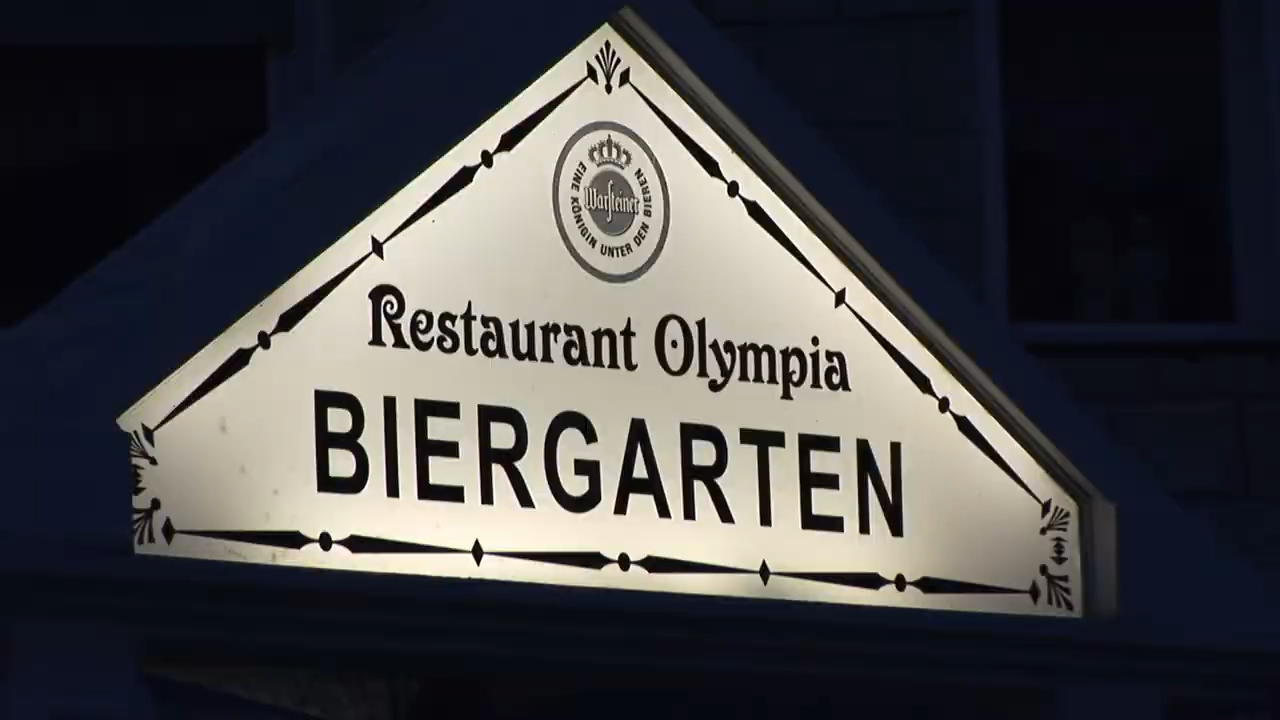 EINE KÖNIGIN UNTER DEN BIEREN
Warsteiner
Restaurant Olympia
BIERGARTEN